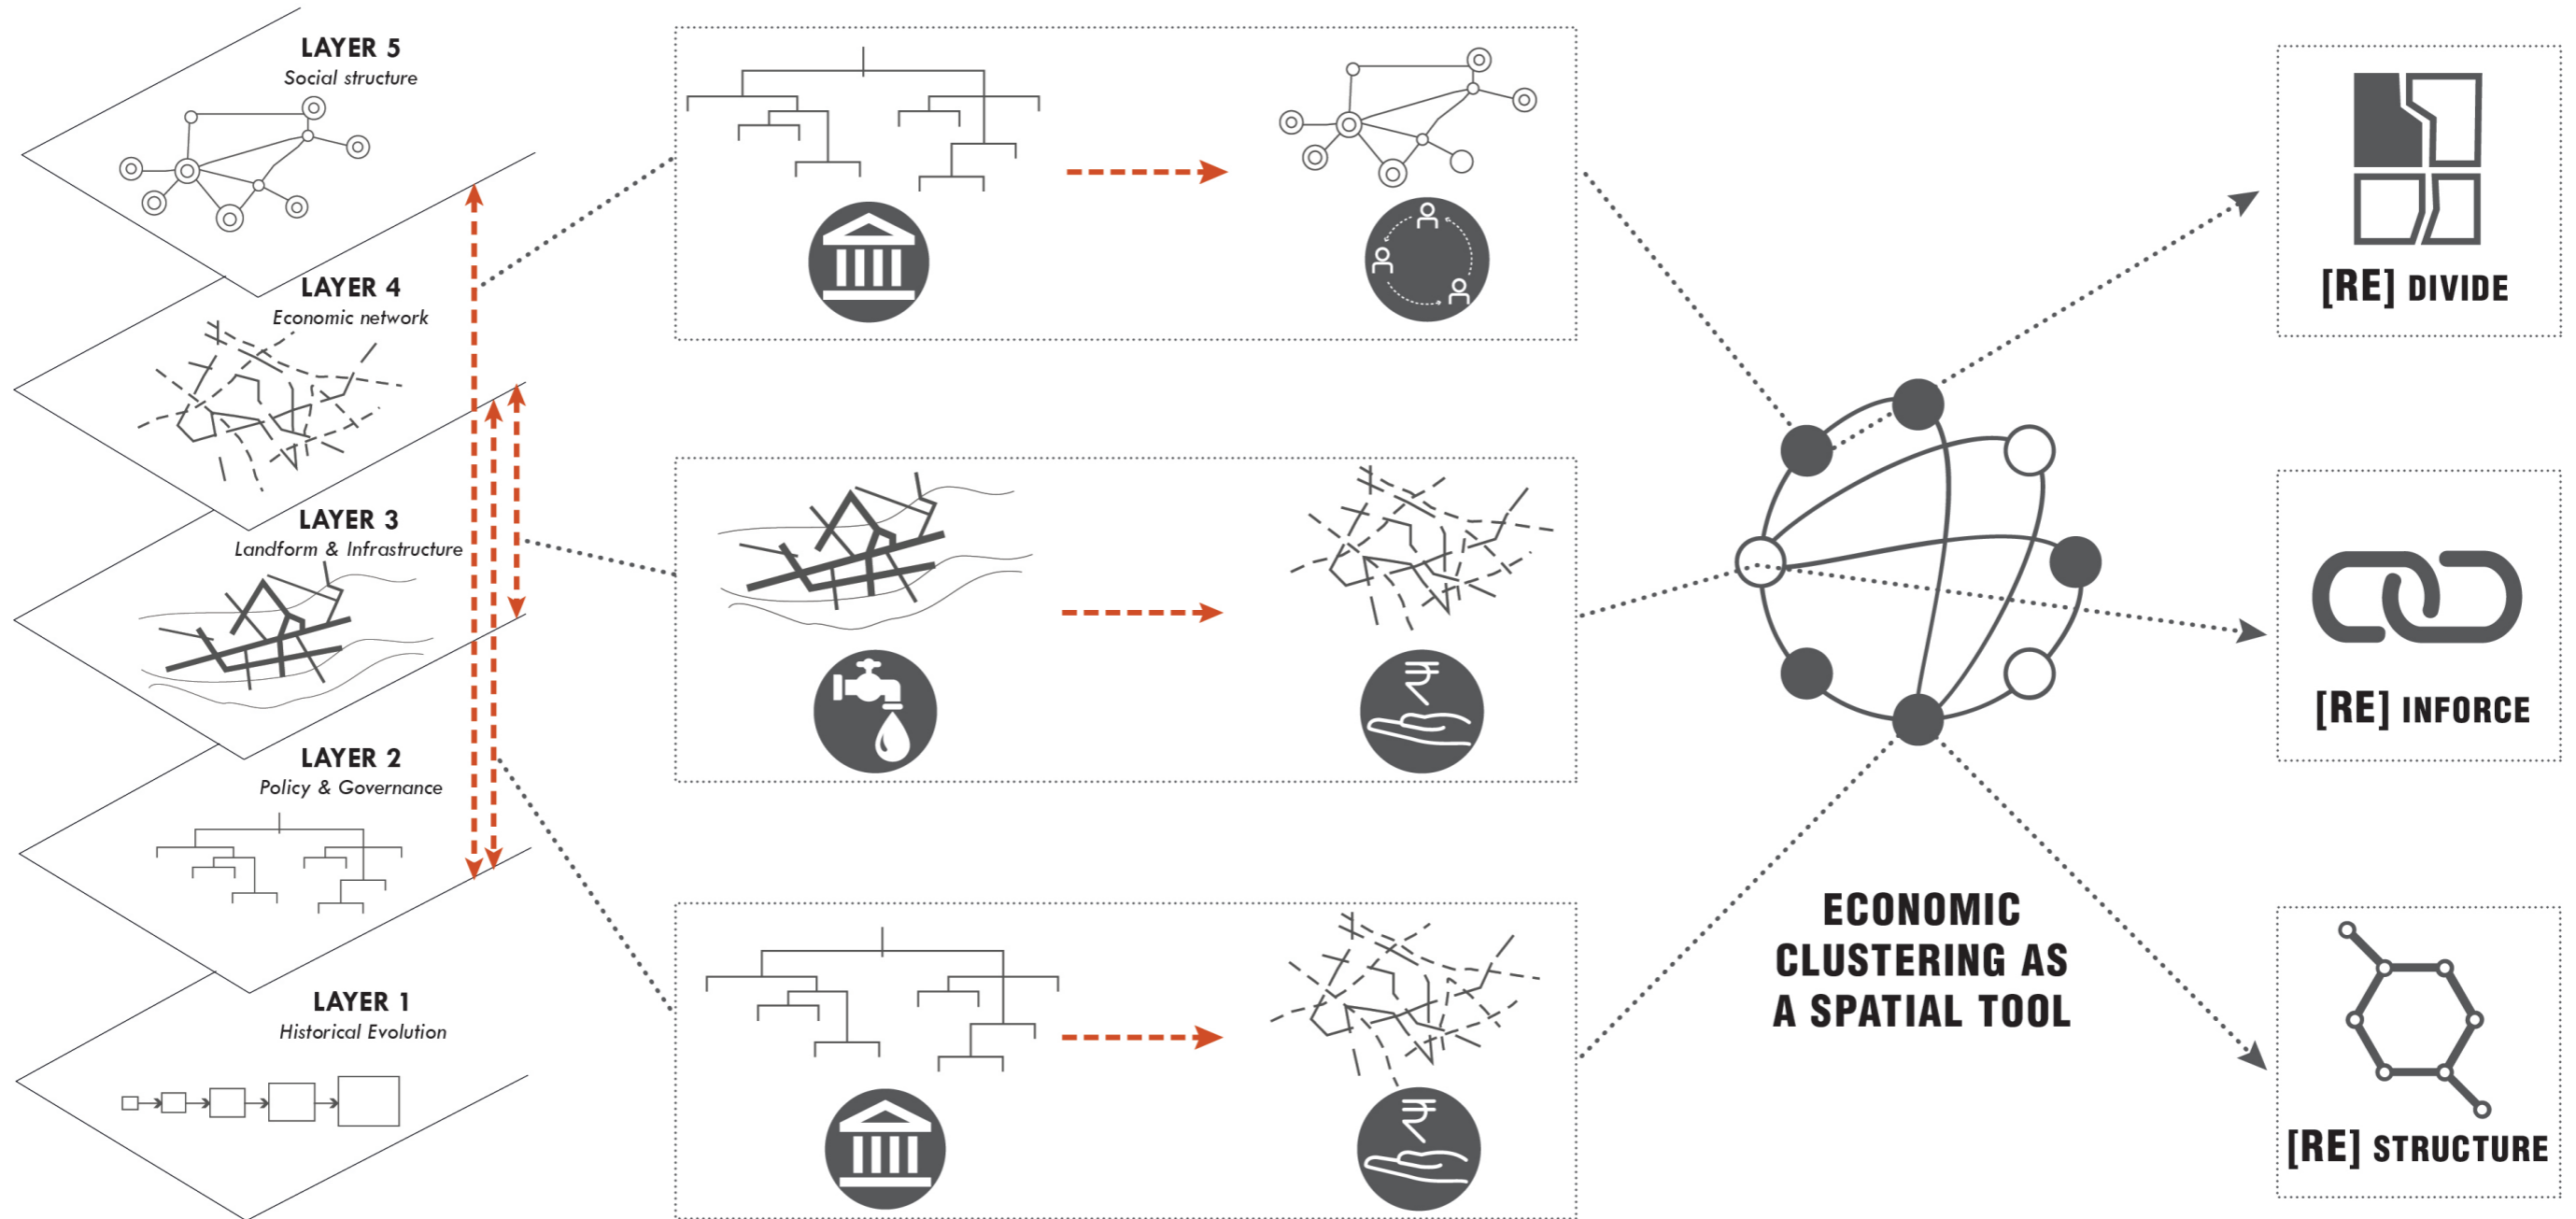 LAYER 5
Social structure
LAYER 4
Economic network
LAYER 3
Landform & Infrastructure
LAYER 2
Policy & Governance
LAYER 1
Historical Evolution
₹
₹
ECONOMIC
CLUSTERING AS
A SPATIAL TOOL
[RE] DIVIDE
[RE] INFORCE
[RE] STRUCTURE